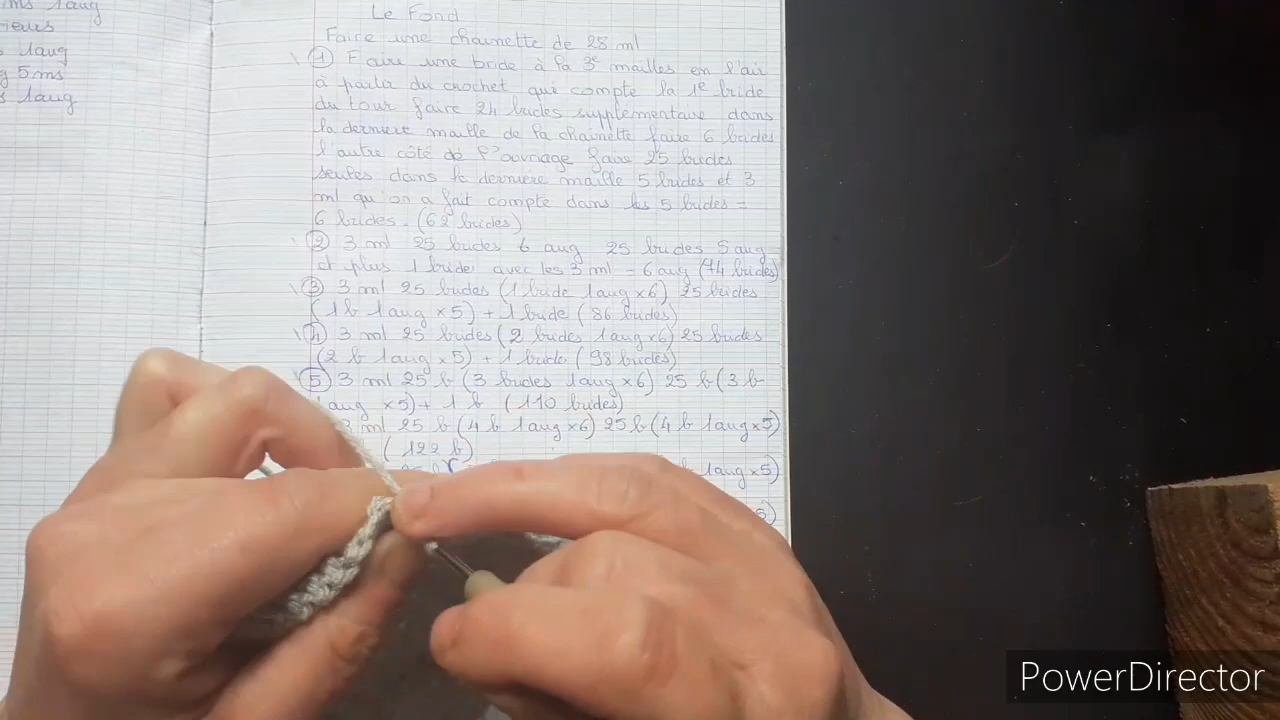 ms 1 aug
ieurs
s 1 aug
g 5 ms
s 1 aug
Le Fond
Faire une chainette de 28 ml
① Faire une bride à la 3e mailles en l'air
à partir du crochet qui compte la 1e bride
du tour faire 24 brides supplementaire dans
la derniere maille de la chainette faire 6 brides
l'autre côté de l'ouvrage faire 25 brides
seules dans la derniere maille 5 brides et 3
ml qu'on a fait compte dans les 5 brides =
6 brides. (62 brides)
② 3 ml 25 brides 6 aug 25 brides 5 aug
et plus 1 brides avec les 3 ml = 6 aug (74 brides)
③ 3 ml 25 brides (1 bride 1 aug x6) 25 brides
(1 b 1 aug x5) + 1 bride (86 brides)
④ 3 ml 25 brides (2 brides 1 aug x6) 25 brides
(2 b 1 aug x5) + 1 bride (98 brides)
⑤ 3 ml 25 b (3 brides 1 aug x6) 25 b (3 b
1 aug x5) + 1 b (110 brides)
3 ml 25 b (4 b 1 aug x6) 25 b (4 b 1 aug x5)
(122 b)
25 b ( 1 aug x5)
5)
PowerDirector